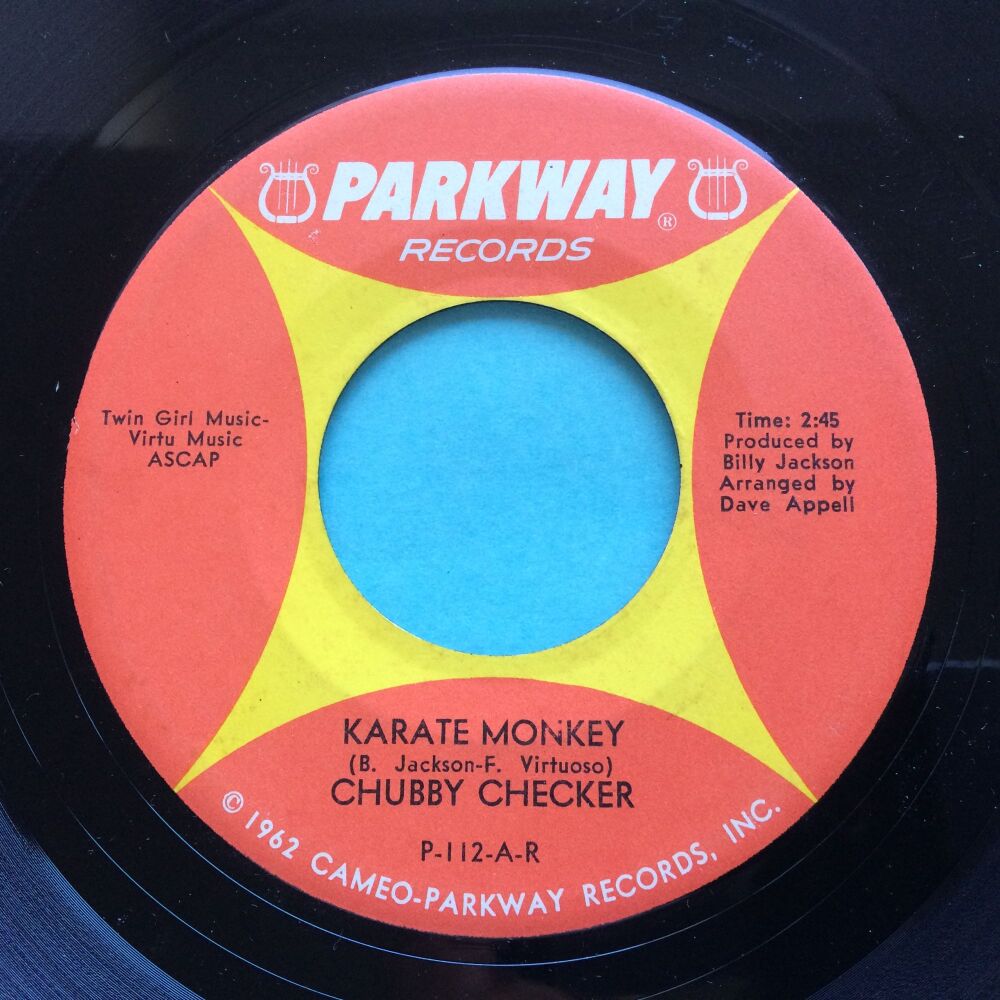 PARKWAY ®
RECORDS
Twin Girl Music-
Virtu Music
ASCAP
Time: 2:45
Produced by
Billy Jackson
Arranged by
Dave Appell
KARATE MONKEY
(B. Jackson-F. Virtuoso)
CHUBBY CHECKER
P-112-A-R
© 1962 CAMEO-PARKWAY RECORDS, INC.